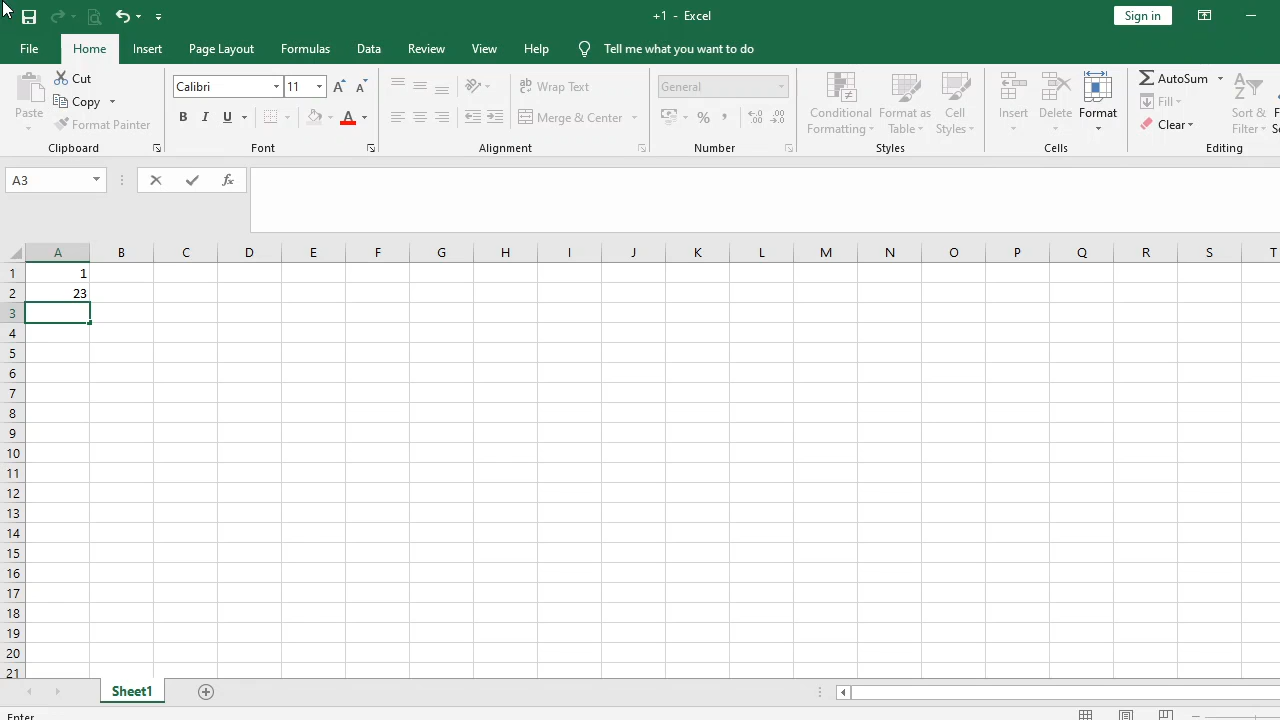 +1 - Excel
Sign in
File Home Insert Page Layout Formulas Data Review View Help Tell me what you want to do
Paste
Cut
Copy
Format Painter
Clipboard
Calibri 11 A A
B I U A
Font
ab Wrap Text
Merge & Center
Alignment
General
% ,
Number
Conditional Formatting
Format as Table
Cell Styles
Styles
Insert
Delete
Format
Cells
AutoSum
Fill
Clear
Sort & Filter
Editing
A3 fx
A B C D E F G H I J K L M N O P Q R S T
1 1
2 23
3
4
5
6
7
8
9
10
11
12
13
14
15
16
17
18
19
20
21
Sheet1
Enter